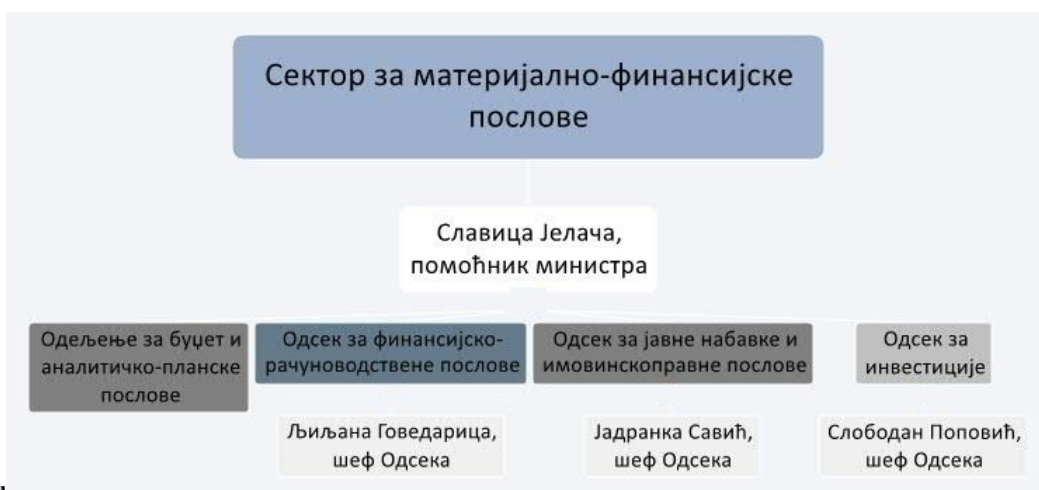 Сектор за материјално-финансијске
послове
Славица Јелача,
помоћник министра
Одељење за буџет и
аналитичко-планске
послове
Одсек за финансијско-
рачуноводствене послове
Одсек за јавне набавке и
имовинскоправне послове
Одсек за
инвестиције
Љиљана Говедарица,
шеф Одсека
Јадранка Савић,
шеф Одсека
Слободан Поповић,
шеф Одсека